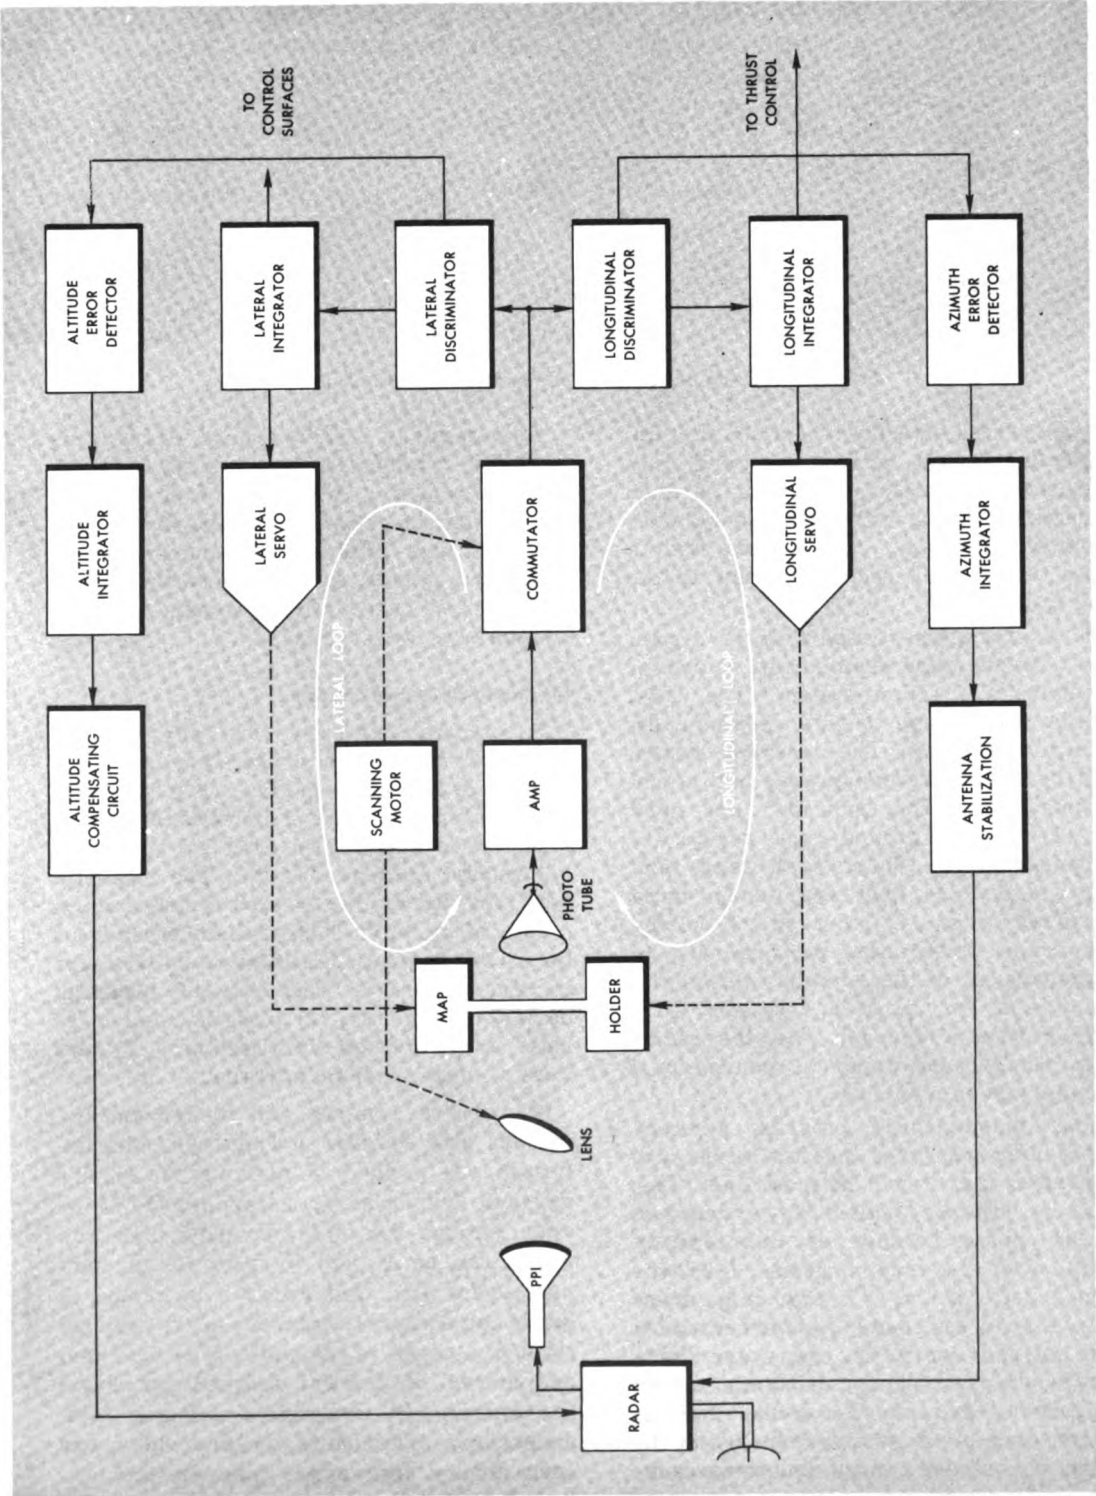 TO
CONTROL
SURFACES
TO THRUST
CONTROL
ALTITUDE
ERROR
DETECTOR
LATERAL
INTEGRATOR
LATERAL
DISCRIMINATOR
LONGITUDINAL
DISCRIMINATOR
LONGITUDINAL
INTEGRATOR
AZIMUTH
ERROR
DETECTOR
ALTITUDE
INTEGRATOR
LATERAL
SERVO
COMMUTATOR
LONGITUDINAL
SERVO
AZIMUTH
INTEGRATOR
LATERAL LOOP
LONGITUDINAL LOOP
ALTITUDE
COMPENSATING
CIRCUIT
SCANNING
MOTOR
AMP
ANTENNA
STABILIZATION
PHOTO
TUBE
MAP
HOLDER
LENS
PPI
RADAR